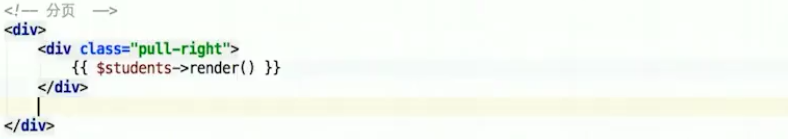 <!-- 分页  -->
<div>
    <div class="pull-right">
        {{ $students->render() }}
    </div>

</div>